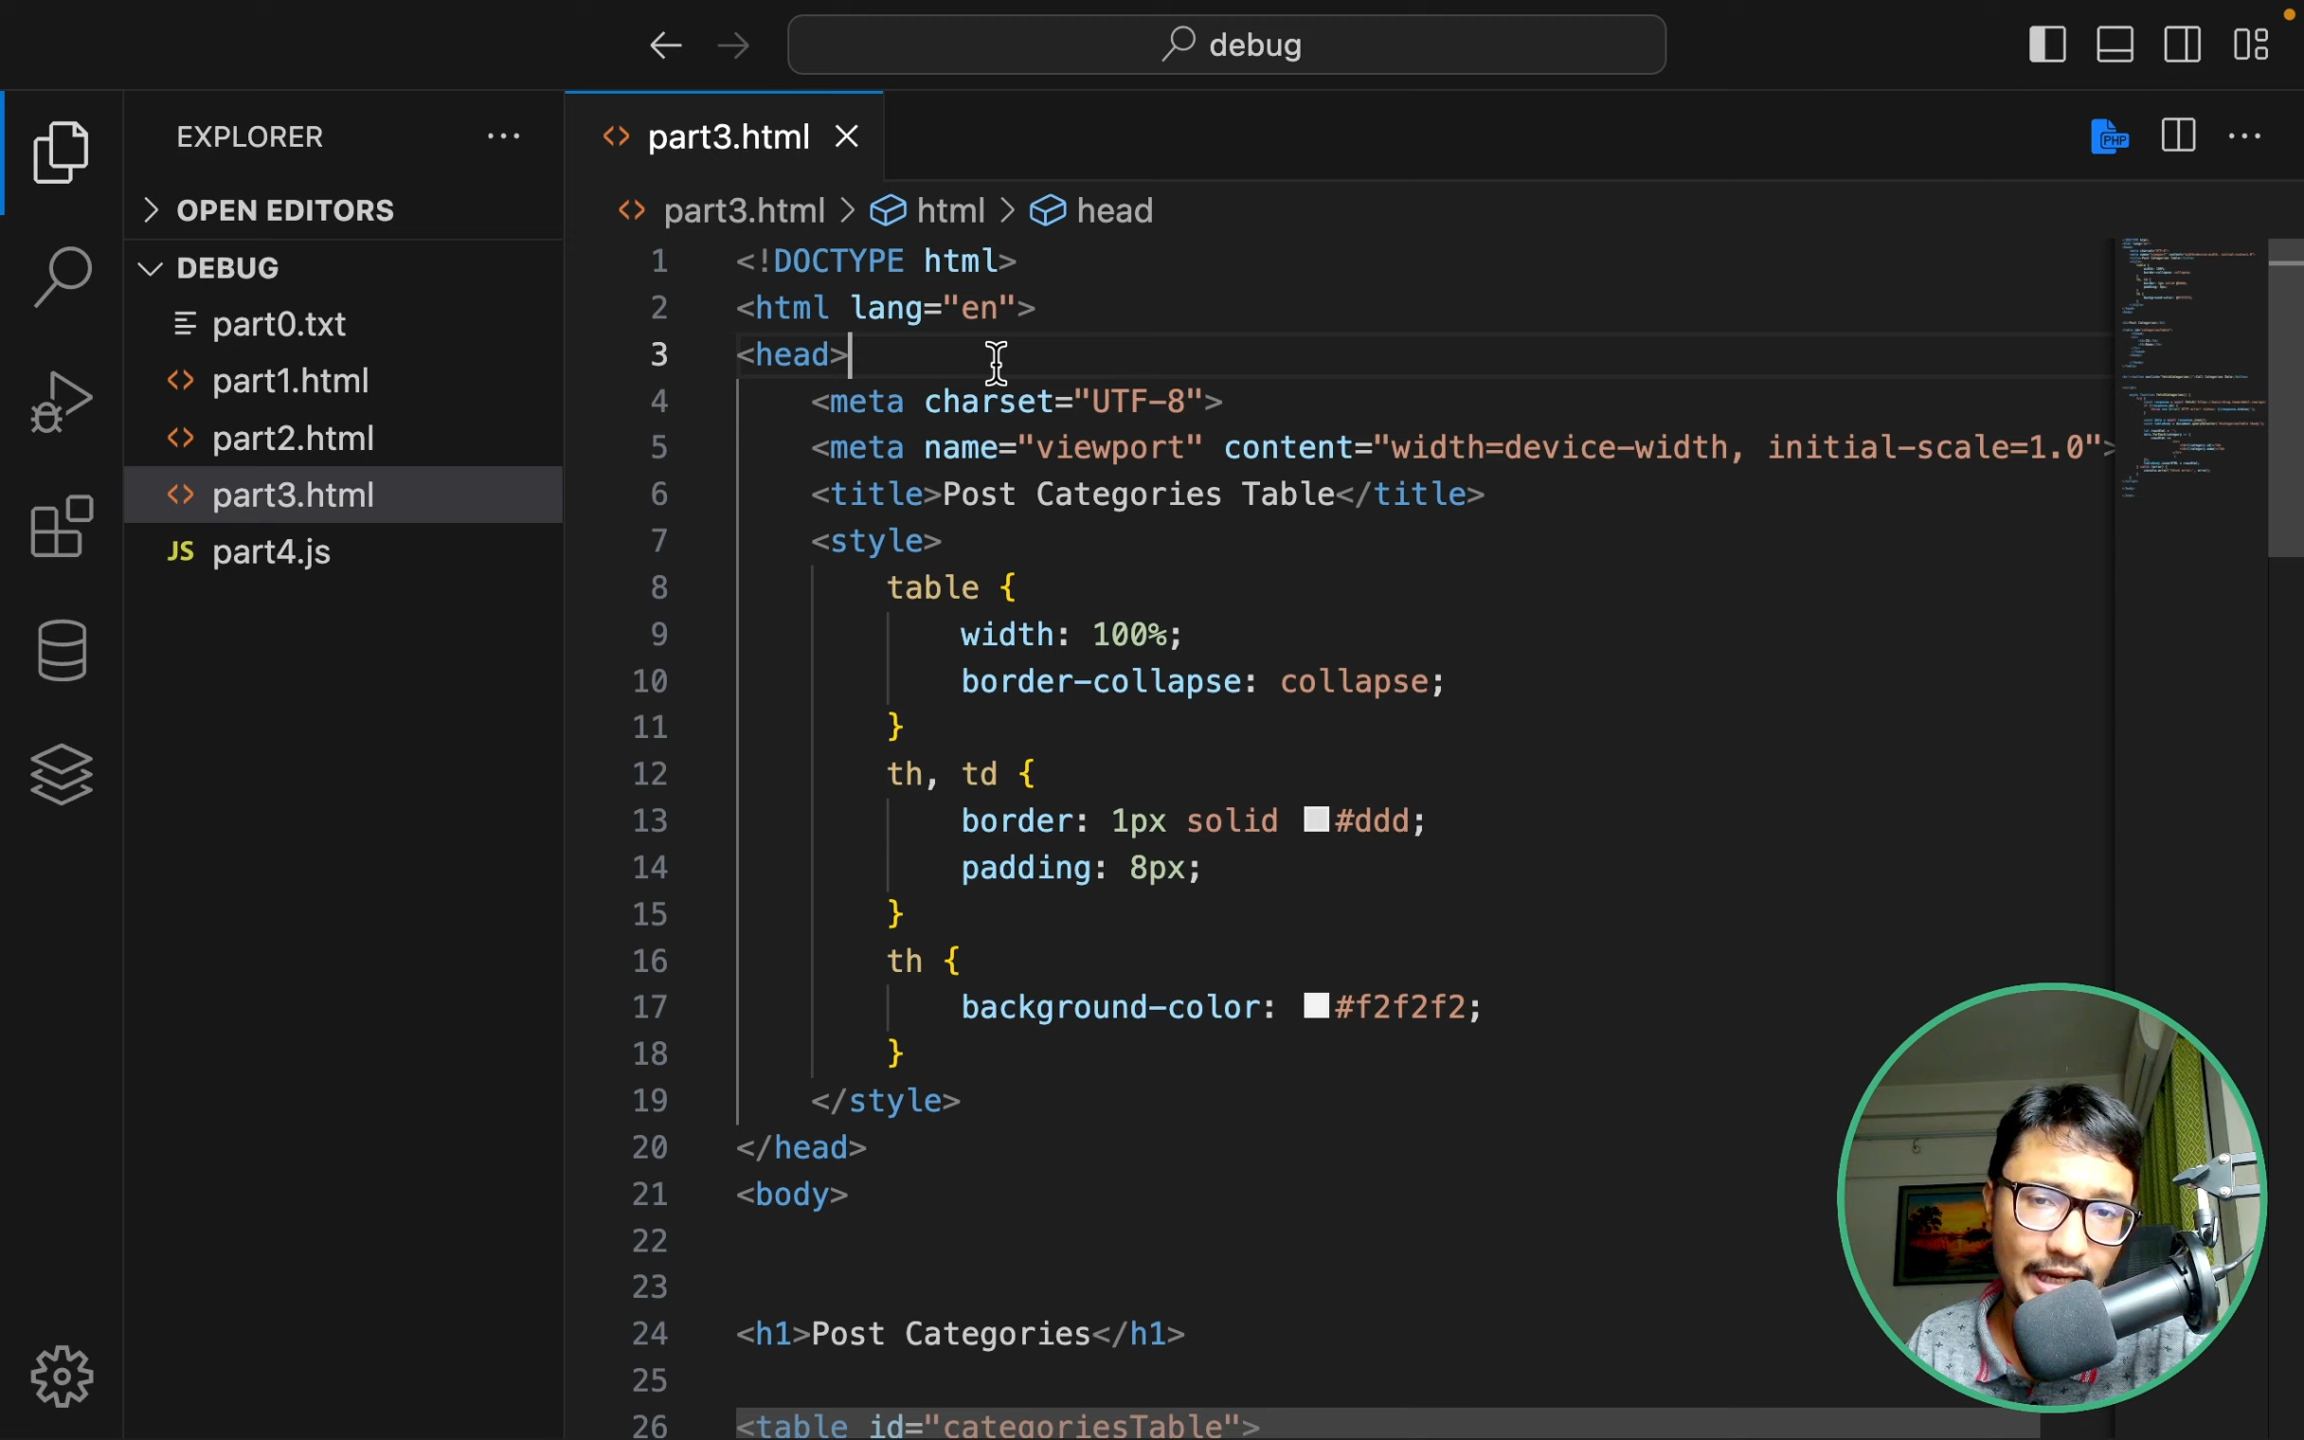 debug
EXPLORER
OPEN EDITORS
DEBUG
part0.txt
part1.html
part2.html
part3.html
JS part4.js
part3.html
PHP
part3.html > html > head
1 <!DOCTYPE html>
2 <html lang="en">
3 <head>
4 <meta charset="UTF-8">
5 <meta name="viewport" content="width=device-width, initial-scale=1.0">
6 <title>Post Categories Table</title>
7 <style>
8 table {
9 width: 100%;
10 border-collapse: collapse;
11 }
12 th, td {
13 border: 1px solid #ddd;
14 padding: 8px;
15 }
16 th {
17 background-color: #f2f2f2;
18 }
19 </style>
20 </head>
21 <body>
22
23
24 <h1>Post Categories</h1>
25
26 <table id="categoriesTable">